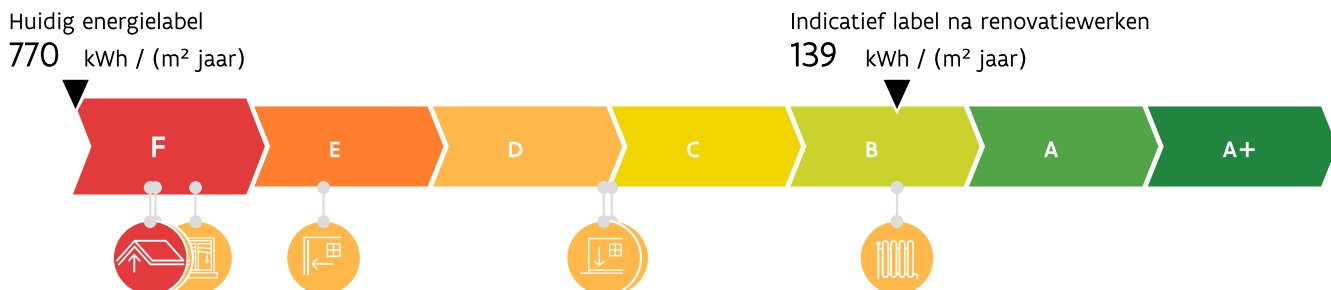 Huidig energielabel
770 kWh / (m² jaar)
Indicatief label na renovatiewerken
139 kWh / (m² jaar)
F E D C B A A+